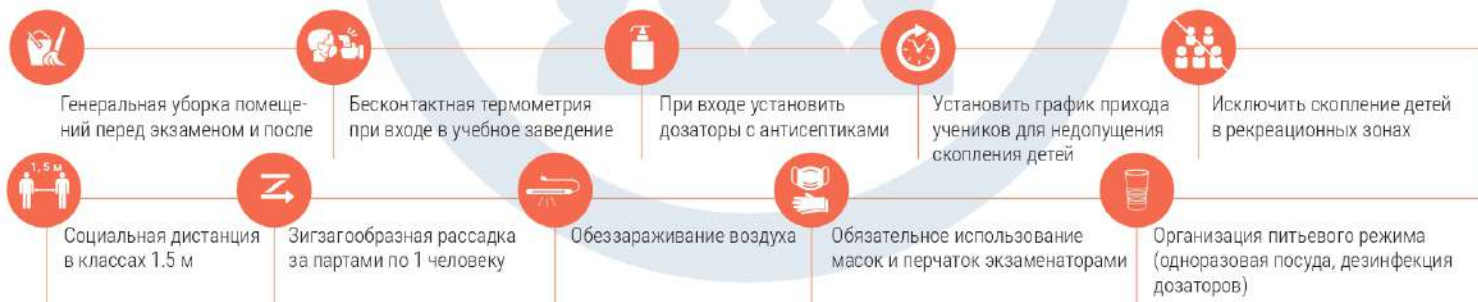 Генеральная уборка помеще-
ний перед экзаменом и после
Бесконтактная термометрия
при входе в учебное заведение
При входе установить
дозаторы с антисептиками
Установить график прихода
учеников для недопущения
скопления детей
Исключить скопление детей
в рекреационных зонах
1,5 м
Социальная дистанция
в классах 1.5 м
Зигзагообразная рассадка
за партами по 1 человеку
Обеззараживание воздуха
Обязательное использование
масок и перчаток экзаменаторами
Организация питьевого режима
(одноразовая посуда, дезинфекция
дозаторов)